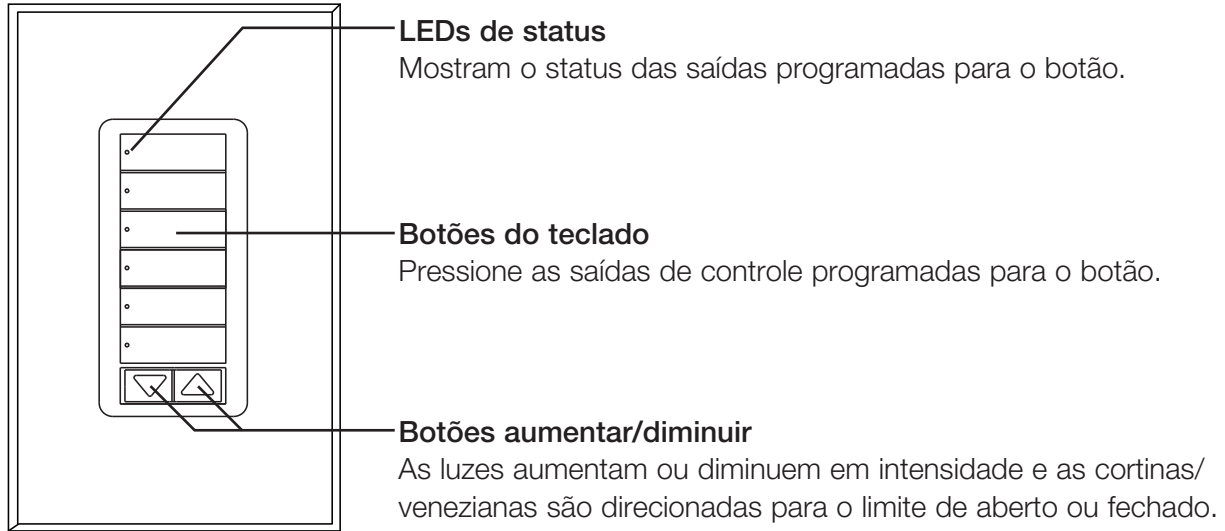 LEDs de status
Mostram o status das saídas programadas para o botão.
Botões do teclado
Pressione as saídas de controle programadas para o botão.
Botões aumentar/diminuir
As luzes aumentam ou diminuem em intensidade e as cortinas/
venezianas são direcionadas para o limite de aberto ou fechado.